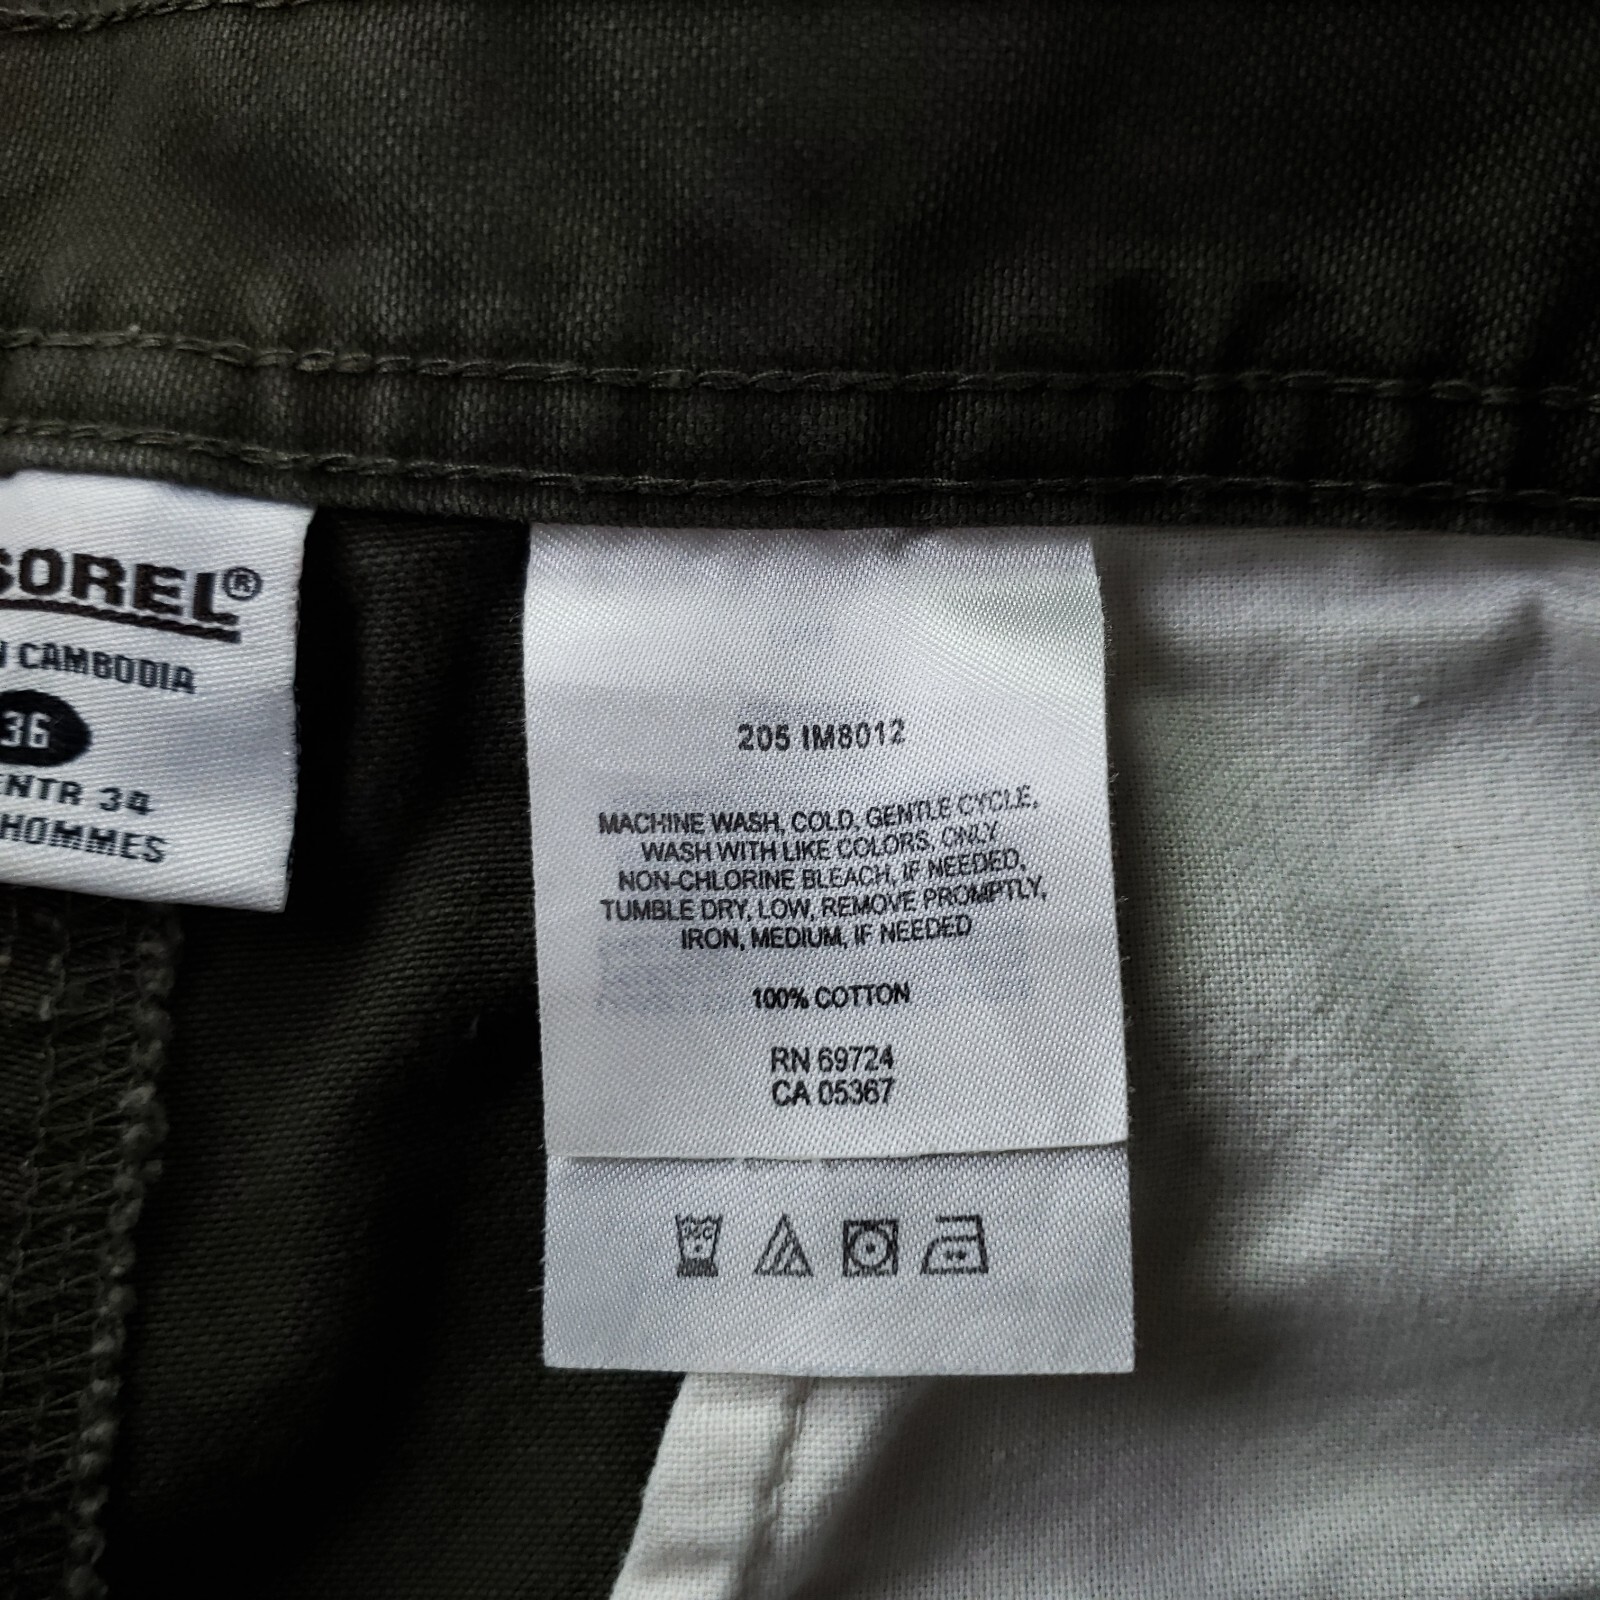 SOREL®
CAMBODIA
36
ENTR 34
HOMMES
205 IM8012
MACHINE WASH, COLD, GENTLE CYCLE,
WASH WITH LIKE COLORS, ONLY
NON-CHLORINE BLEACH, IF NEEDED,
TUMBLE DRY, LOW, REMOVE PROMPTLY,
IRON, MEDIUM, IF NEEDED
100% COTTON
RN 69724
CA 05367